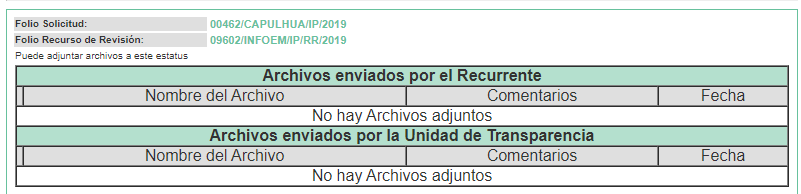 Folio Solicitud: 00462/CAPULHUA/IP/2019
Folio Recurso de Revisión: 09602/INFOEM/IP/RR/2019
Puede adjuntar archivos a este estatus
Archivos enviados por el Recurrente
Nombre del Archivo Comentarios Fecha
No hay Archivos adjuntos
Archivos enviados por la Unidad de Transparencia
Nombre del Archivo Comentarios Fecha
No hay Archivos adjuntos